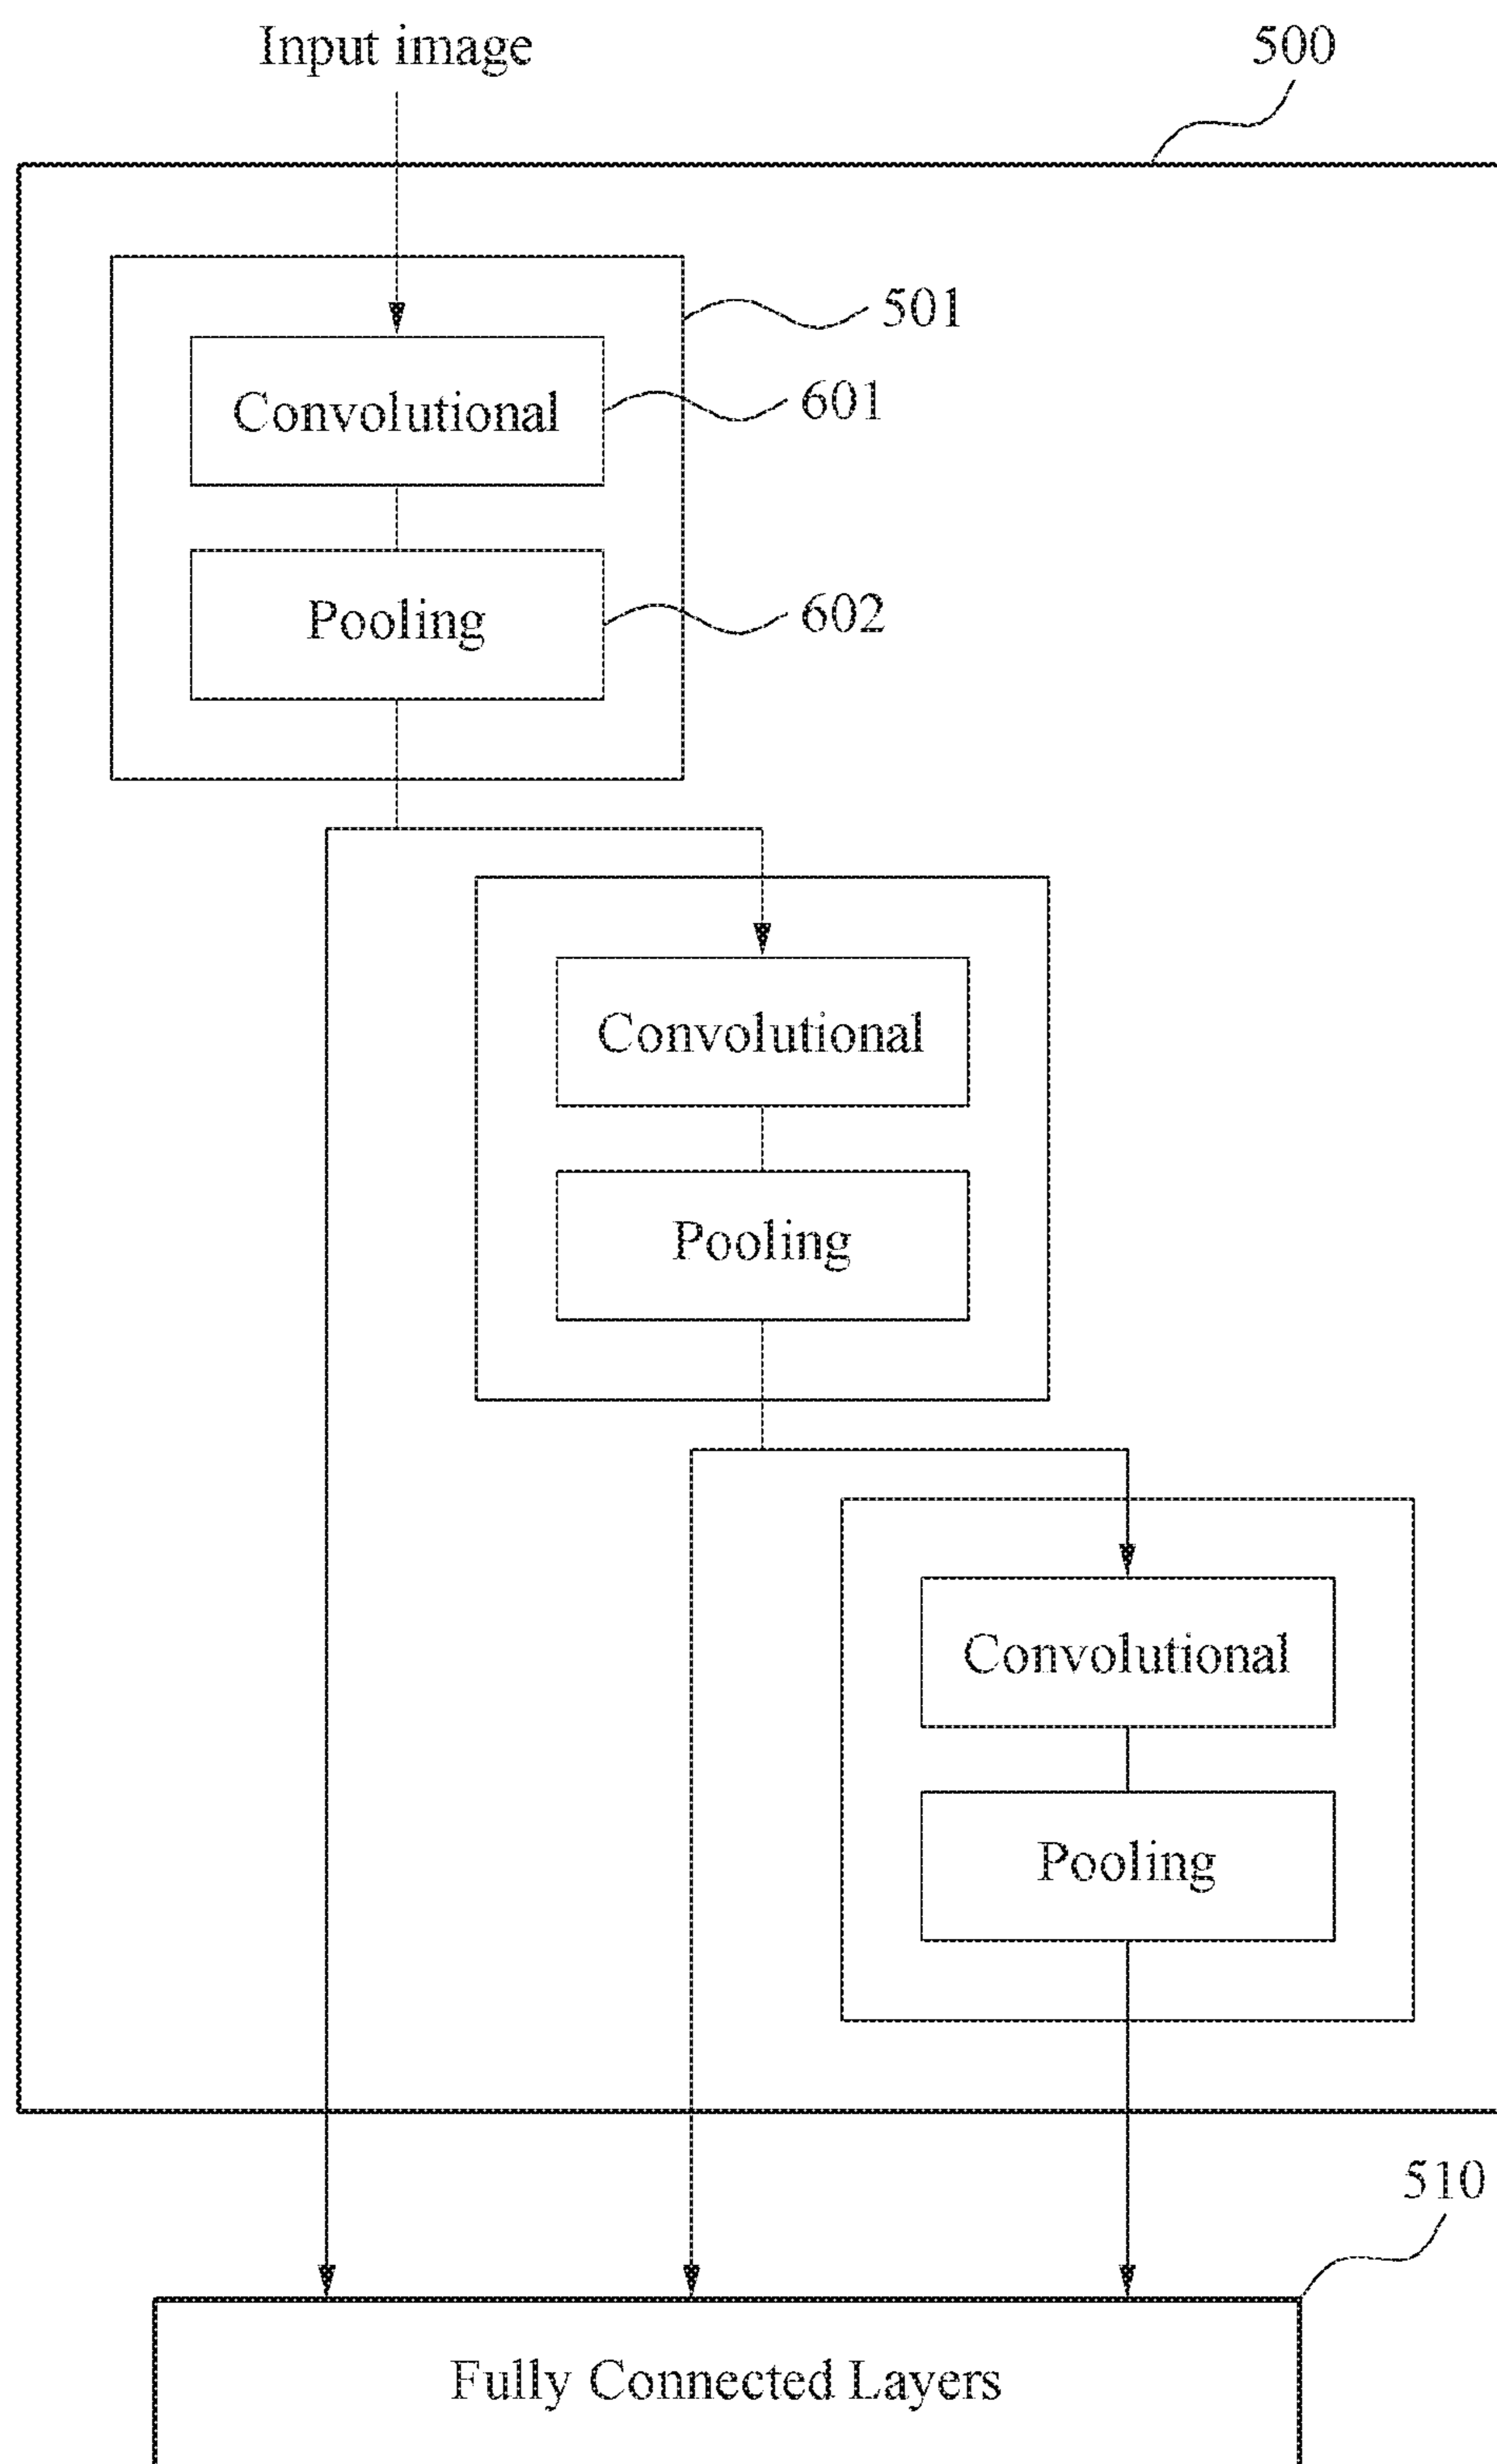 Input image
500
501
Convolutional
601
Pooling
602
Convolutional
Pooling
Convolutional
Pooling
510
Fully Connected Layers